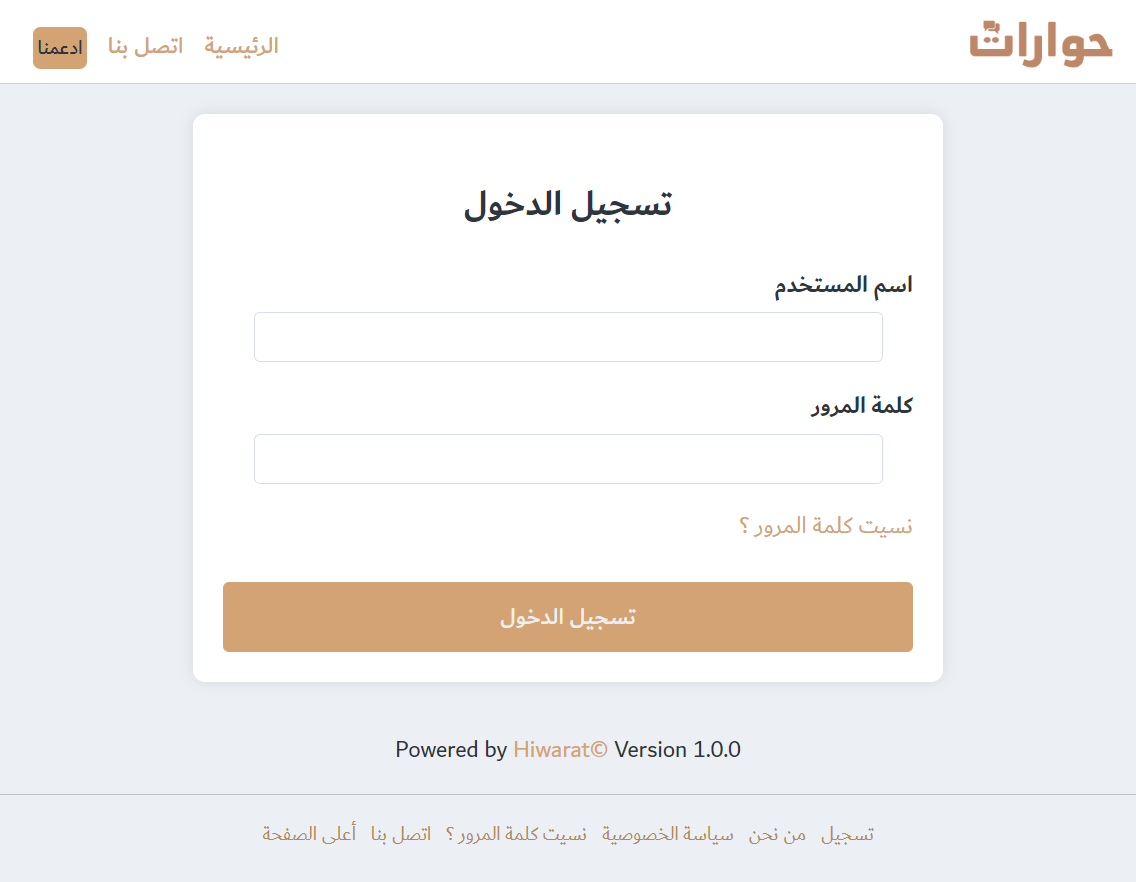 حوارات
الرئيسية اتصل بنا ادعمنا
تسجيل الدخول
اسم المستخدم
كلمة المرور
نسيت كلمة المرور ؟
تسجيل الدخول
Powered by Hiwarat© Version 1.0.0
تسجيل من نحن سياسة الخصوصية نسيت كلمة المرور ؟ اتصل بنا أعلى الصفحة